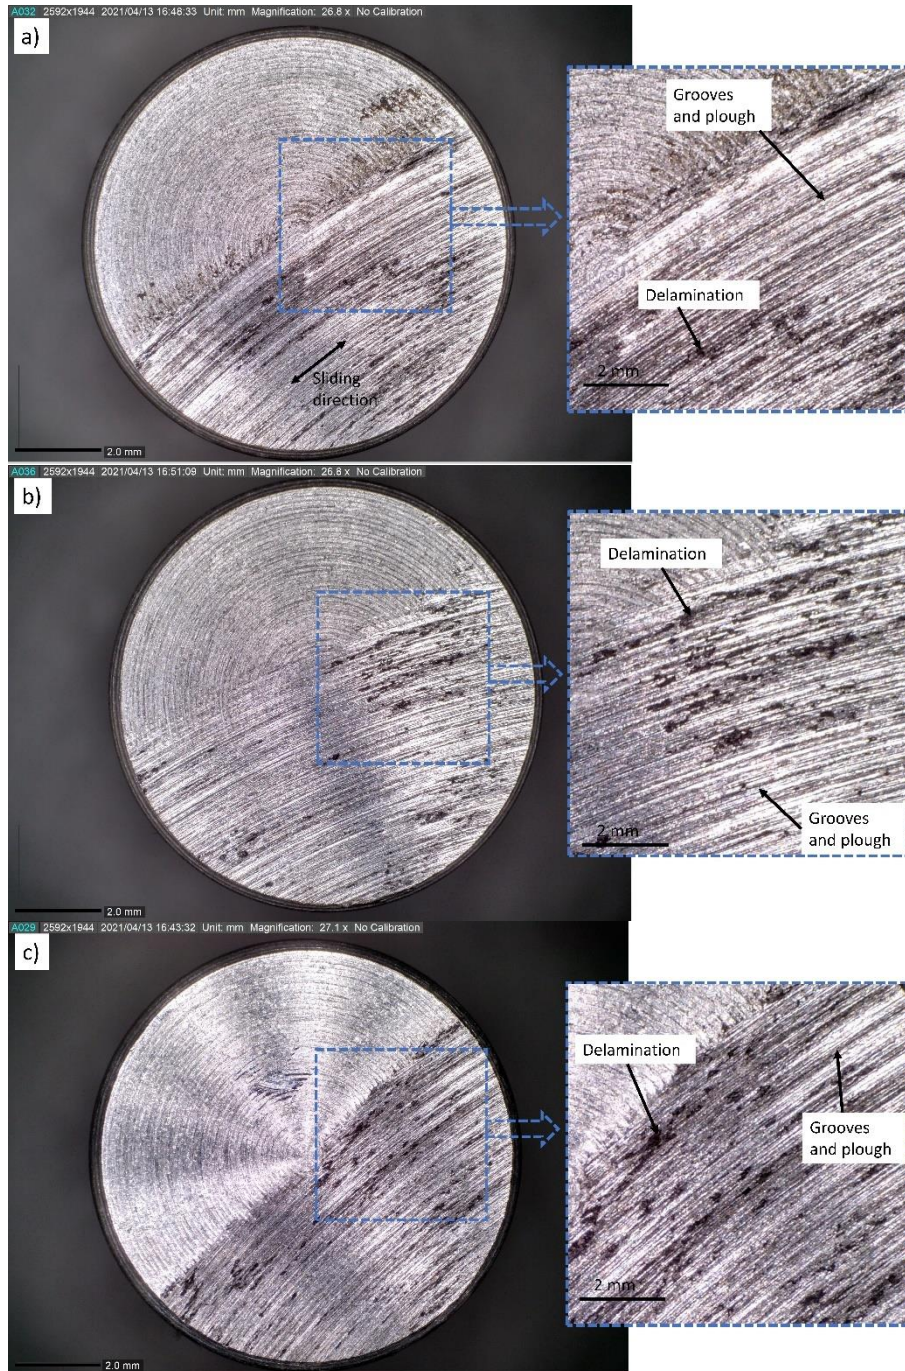 A032 2592x1944 2021/04/13 16:48:33 Unit: mm Magnification: 26.8 x No Calibration
a)
Grooves
and plough
Delamination
2 mm
Sliding
direction
2.0 mm
A036 2592x1944 2021/04/13 16:51:09 Unit: mm Magnification: 26.8 x No Calibration
b)
Delamination
Grooves
and plough
2 mm
2.0 mm
A029 2592x1944 2021/04/13 16:43:32 Unit: mm Magnification: 27.1 x No Calibration
c)
Delamination
Grooves
and plough
2 mm
2.0 mm